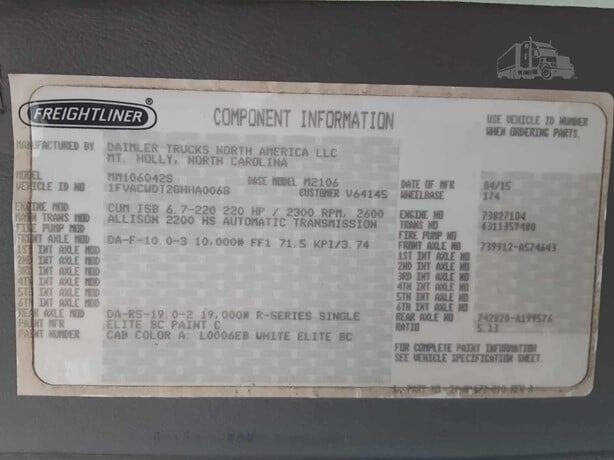 FREIGHTLINER®
COMPONENT INFORMATION
USE VEHICLE ID NUMBER
WHEN ORDERING PARTS.
MANUFACTURED BY DAIMLER TRUCKS NORTH AMERICA LLC
MT. HOLLY, NORTH CAROLINA
MODEL MM106042S BASE MODEL M2106 DATE OF MFR 04/15
VEHICLE ID NO 1FVACWDT2GHHA0068 CUSTOMER V64145 WHEELBASE 174
ENGINE MOD CUM ISB 6.7-220 220 HP / 2300 RPM, 2600 ENGINE NO 73827104
MAIN TRANS MOD ALLISON 2200 HS AUTOMATIC TRANSMISSION TRANS NO 6311357480
FIRE PUMP MOD FIRE PUMP NO
FRONT AXLE MOD DA-F-10 0-3 10,000# FF1 71.5 KPI/3.74 FRONT AXLE NO 739912-A574643
1ST INT AXLE MOD 1ST INT AXLE NO
2ND INT AXLE MOD 2ND INT AXLE NO
3RD INT AXLE MOD 3RD INT AXLE NO
4TH INT AXLE MOD 4TH INT AXLE NO
5TH INT AXLE MOD 5TH INT AXLE NO
6TH INT AXLE MOD 6TH INT AXLE NO
REAR AXLE MOD DA-RS-19 0-2 19,000# R-SERIES SINGLE REAR AXLE NO 742820-A199576
PAINT MFR ELITE BC PAINT C RATIO 5.13
PAINT NUMBER CAB COLOR A: L0006EB WHITE ELITE BC
FOR COMPLETE PAINT INFORMATION
SEE VEHICLE SPECIFICATION SHEET.
PART NO